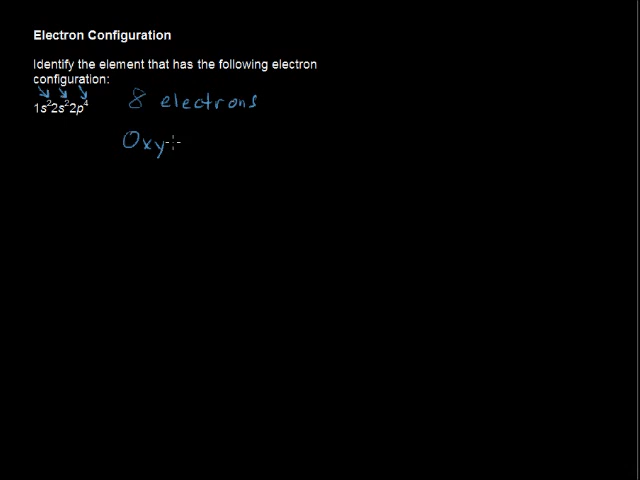 Electron Configuration
Identify the element that has the following electron
configuration:
1s²2s²2p⁴ 8 electrons
Oxy